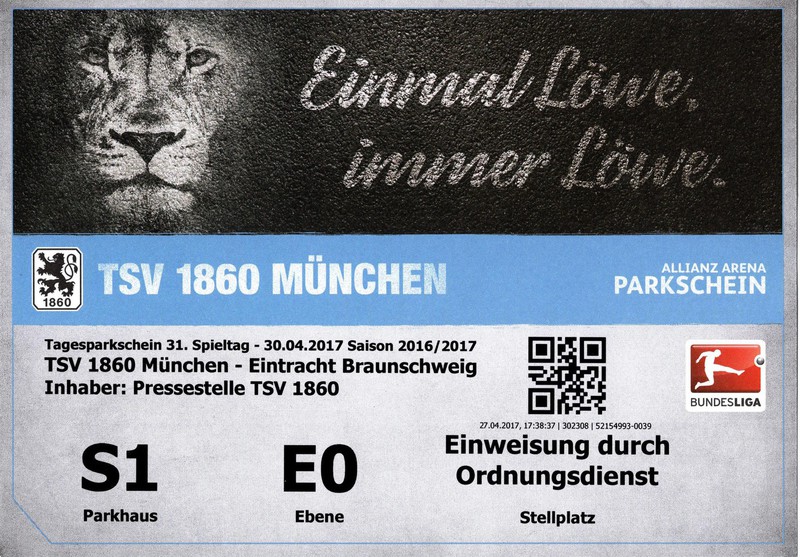 Einmal Löwe.
immer Löwe.
1860
TSV 1860 MÜNCHEN
ALLIANZ ARENA
PARKSCHEIN
Tagesparkschein 31. Spieltag - 30.04.2017 Saison 2016/2017
TSV 1860 München - Eintracht Braunschweig
Inhaber: Pressestelle TSV 1860
BUNDESLIGA
27.04.2017, 17:38:37 | 302308 | 52154993-0039
S1
Parkhaus
E0
Ebene
Einweisung durch
Ordnungsdienst
Stellplatz